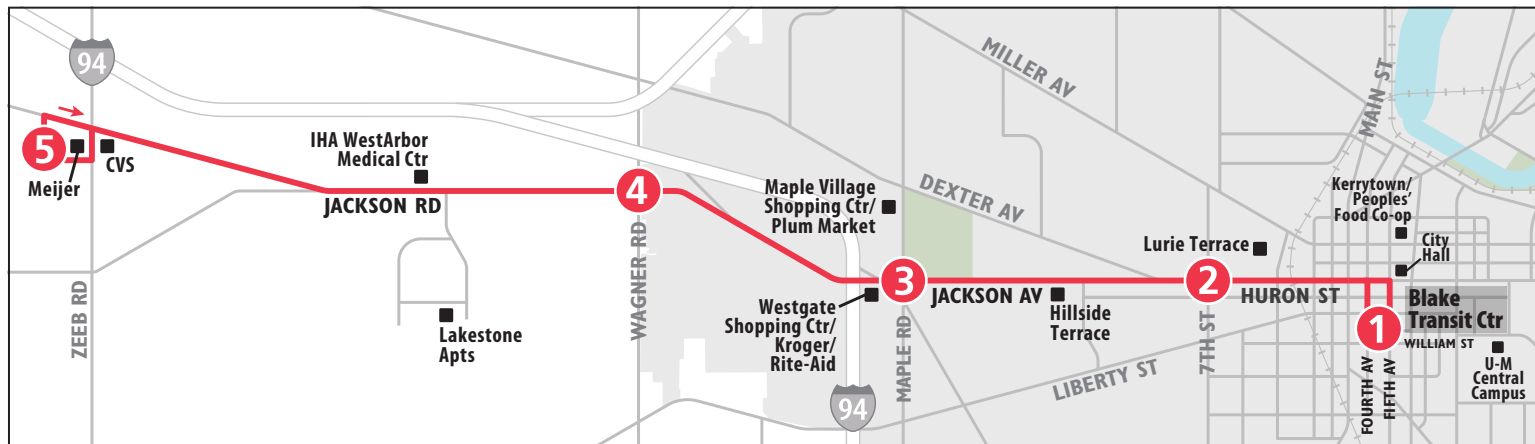 94
5
Meijer
CVS
ZEEB RD
IHA WestArbor
Medical Ctr
JACKSON RD
Lakestone
Apts
4
WAGNER RD
Maple Village
Shopping Ctr/
Plum Market
Westgate
Shopping Ctr/
Kroger/
Rite-Aid
94
3
MAPLE RD
JACKSON AV
DEXTER AV
MILLER AV
Hillside
Terrace
LIBERTY ST
Lurie Terrace
2
7TH ST
HURON ST
MAIN ST
Kerrytown/
Peoples'
Food Co-op
City
Hall
1
Blake
Transit Ctr
WILLIAM ST
FOURTH AV
FIFTH AV
U-M
Central
Campus